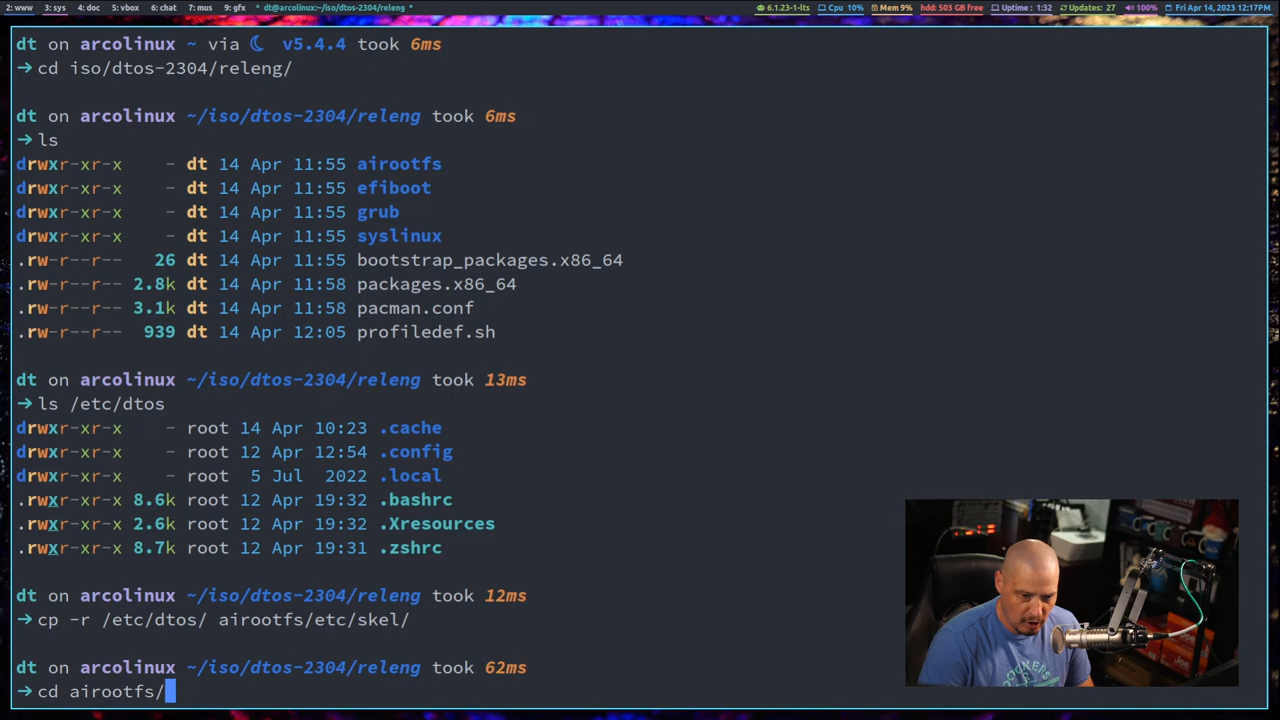 2: www 3: sys 4: doc 5: vbox 6: chat 7: mus 9: gfx * dt@arcolinux:~/iso/dtos-2304/releng * 6.1.23-1-lts Cpu 10% Mem 9% hdd: 503 GB Free Uptime : 1:32 Updates: 27 100% Fri Apr 14, 2023 12:17PM
dt on arcolinux ~ via ☾ v5.4.4 took 6ms
→ cd iso/dtos-2304/releng/
dt on arcolinux ~/iso/dtos-2304/releng took 6ms
→ ls
drwxr-xr-x - dt 14 Apr 11:55 airootfs
drwxr-xr-x - dt 14 Apr 11:55 efiboot
drwxr-xr-x - dt 14 Apr 11:55 grub
drwxr-xr-x - dt 14 Apr 11:55 syslinux
.rw-r--r-- 26 dt 14 Apr 11:55 bootstrap_packages.x86_64
.rw-r--r-- 2.8k dt 14 Apr 11:58 packages.x86_64
.rw-r--r-- 3.1k dt 14 Apr 11:58 pacman.conf
.rw-r--r-- 939 dt 14 Apr 12:05 profiledef.sh
dt on arcolinux ~/iso/dtos-2304/releng took 13ms
→ ls /etc/dtos
drwxr-xr-x - root 14 Apr 10:23 .cache
drwxr-xr-x - root 12 Apr 12:54 .config
drwxr-xr-x - root 5 Jul 2022 .local
.rwxr-xr-x 8.6k root 12 Apr 19:32 .bashrc
.rwxr-xr-x 2.6k root 12 Apr 19:32 .Xresources
.rwxr-xr-x 8.7k root 12 Apr 19:31 .zshrc
dt on arcolinux ~/iso/dtos-2304/releng took 12ms
→ cp -r /etc/dtos/ airootfs/etc/skel/
dt on arcolinux ~/iso/dtos-2304/releng took 62ms
→ cd airootfs/